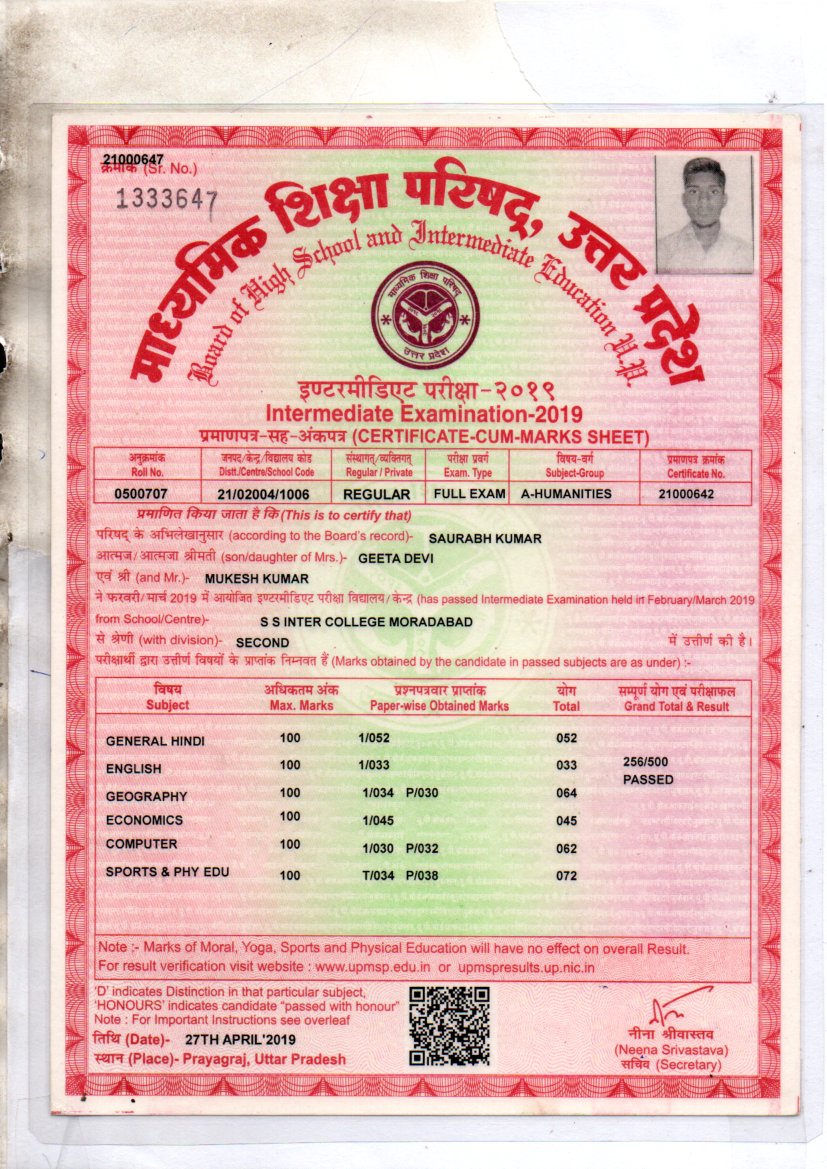 21000647
क्रमांक (Sr. No.)
1333647
माध्यमिक शिक्षा परिषद्, उत्तर प्रदेश
Board of High School and Intermediate Education U.P.
माध्यमिक शिक्षा परिषद्
उत्तर प्रदेश
इण्टरमीडिएट परीक्षा-२०१९
Intermediate Examination-2019
प्रमाणपत्र-सह-अंकपत्र (CERTIFICATE-CUM-MARKS SHEET)
अनुक्रमांक जनपद/केन्द्र/विद्यालय कोड संस्थागत्/व्यक्तिगत् परीक्षा प्रवर्ग विषय-वर्ग प्रमाणपत्र क्रमांक
Roll No. Distt./Centre/School Code Regular / Private Exam. Type Subject-Group Certificate No.
0500707 21/02004/1006 REGULAR FULL EXAM A-HUMANITIES 21000642
प्रमाणित किया जाता है कि (This is to certify that)
परिषद् के अभिलेखानुसार (according to the Board's record)- SAURABH KUMAR
आत्मज/आत्मजा श्रीमती (son/daughter of Mrs.)- GEETA DEVI
एवं श्री (and Mr.)- MUKESH KUMAR
ने फरवरी/मार्च 2019 में आयोजित इण्टरमीडिएट परीक्षा विद्यालय/केन्द्र (has passed Intermediate Examination held in February/March 2019
from School/Centre)- S S INTER COLLEGE MORADABAD
से श्रेणी (with division)- SECOND में उत्तीर्ण की है।
परीक्षार्थी द्वारा उत्तीर्ण विषयों के प्राप्तांक निम्नवत हैं (Marks obtained by the candidate in passed subjects are as under) :-
विषय अधिकतम अंक प्रश्नपत्रवार प्राप्तांक योग सम्पूर्ण योग एवं परीक्षाफल
Subject Max. Marks Paper-wise Obtained Marks Total Grand Total & Result
GENERAL HINDI 100 1/052 052
ENGLISH 100 1/033 033 256/500
PASSED
GEOGRAPHY 100 1/034 P/030 064
ECONOMICS 100 1/045 045
COMPUTER 100 1/030 P/032 062
SPORTS & PHY EDU 100 T/034 P/038 072
Note :- Marks of Moral, Yoga, Sports and Physical Education will have no effect on overall Result.
For result verification visit website : www.upmsp.edu.in or upmspresults.up.nic.in
'D' indicates Distinction in that particular subject,
'HONOURS' indicates candidate "passed with honour"
Note : For Important Instructions see overleaf
तिथि (Date)- 27TH APRIL'2019
स्थान (Place)- Prayagraj, Uttar Pradesh
नीना श्रीवास्तव
(Neena Srivastava)
सचिव (Secretary)